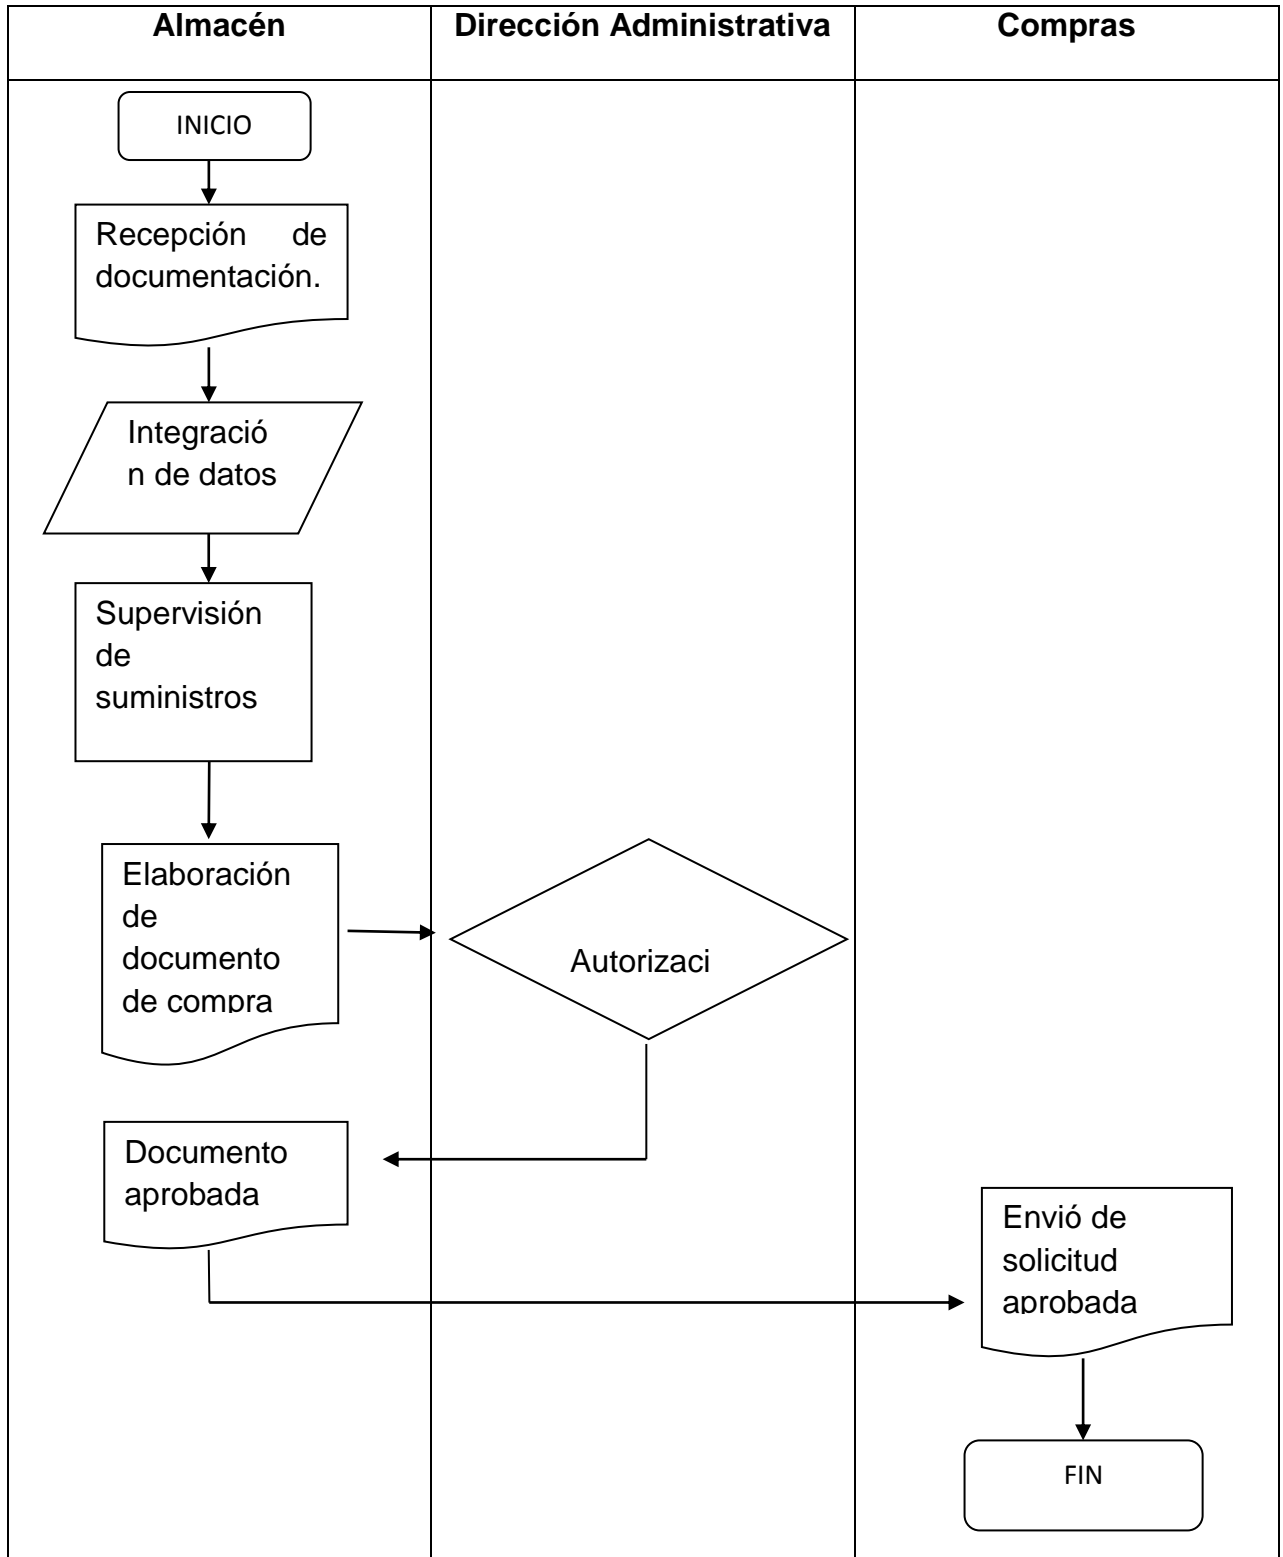 Almacén
Dirección Administrativa
Compras
INICIO
Recepción de
documentación.
Integració
n de datos
Supervisión
de
suministros
Elaboración
de
documento
de compra
Autorizaci
Documento
aprobada
Envió de
solicitud
aprobada
FIN